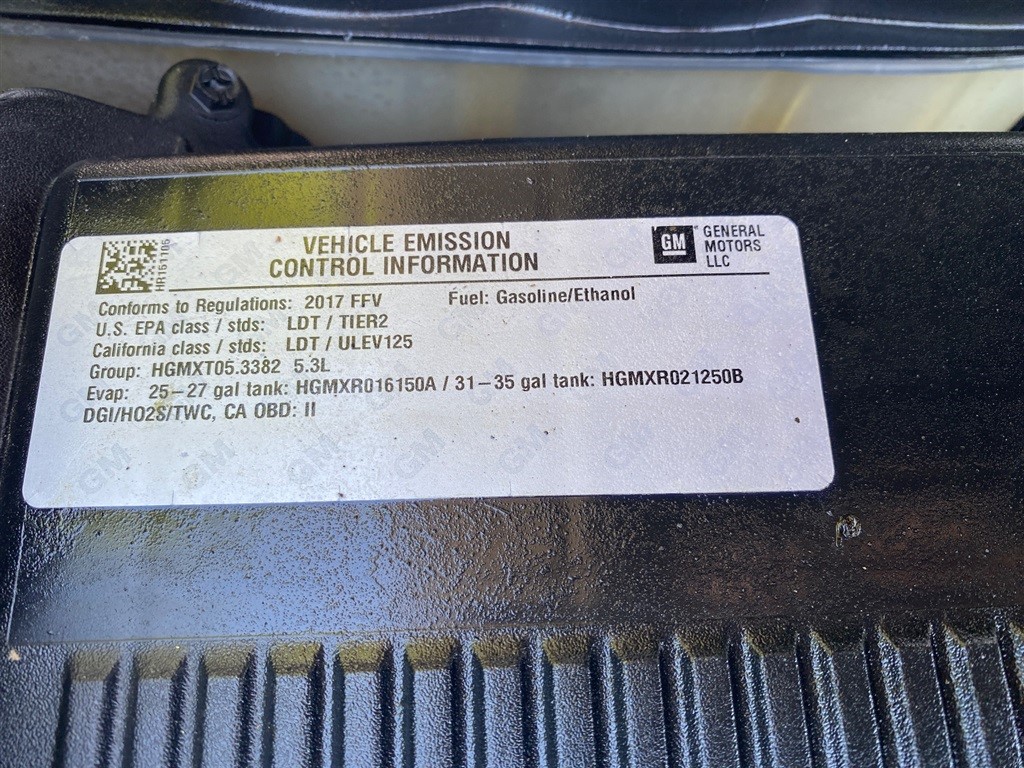 VEHICLE EMISSION
CONTROL INFORMATION
GM GENERAL
MOTORS
LLC
HR161106
Conforms to Regulations: 2017 FFV Fuel: Gasoline/Ethanol
U.S. EPA class / stds: LDT / TIER2
California class / stds: LDT / ULEV125
Group: HGMXT05.3382 5.3L
Evap: 25-27 gal tank: HGMXR016150A / 31-35 gal tank: HGMXR021250B
DGI/HO2S/TWC, CA OBD: II